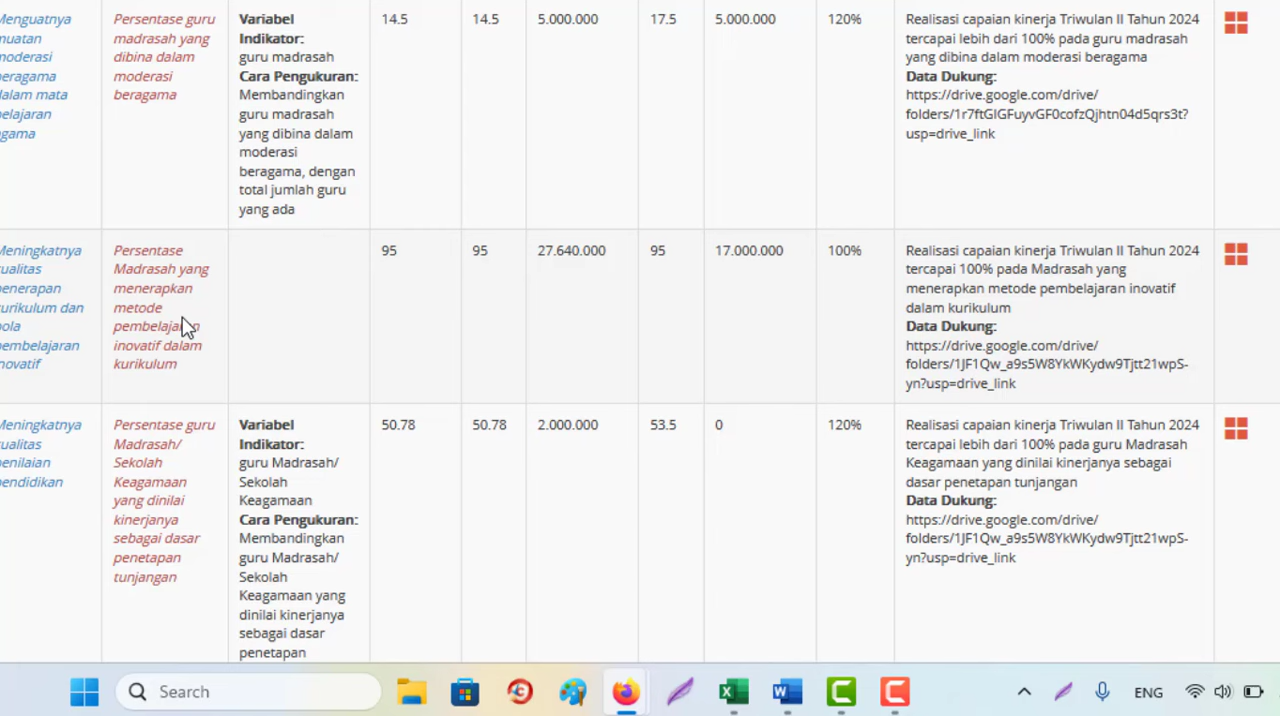 Menguatnya
muatan
moderasi
beragama
dalam mata
pelajaran
agama
Persentase guru
madrasah yang
dibina dalam
moderasi
beragama
Variabel
Indikator:
guru madrasah
Cara Pengukuran:
Membandingkan
guru madrasah
yang dibina dalam
moderasi
beragama, dengan
total jumlah guru
yang ada
14.5
14.5
5.000.000
17.5
5.000.000
120%
Realisasi capaian kinerja Triwulan II Tahun 2024
tercapai lebih dari 100% pada guru madrasah
yang dibina dalam moderasi beragama
Data Dukung:
https://drive.google.com/drive/
folders/1r7ftGlGFuyvGF0cofzQjhtn04d5qrs3t?
usp=drive_link
Meningkatnya
kualitas
penerapan
kurikulum dan
pola
pembelajaran
inovatif
Persentase
Madrasah yang
menerapkan
metode
pembelajaran
inovatif dalam
kurikulum
95
95
27.640.000
95
17.000.000
100%
Realisasi capaian kinerja Triwulan II Tahun 2024
tercapai 100% pada Madrasah yang
menerapkan metode pembelajaran inovatif
dalam kurikulum
Data Dukung:
https://drive.google.com/drive/
folders/1JF1Qw_a9s5W8YkWKydw9Tjtt21wpS-
yn?usp=drive_link
Meningkatnya
kualitas
penilaian
pendidikan
Persentase guru
Madrasah/
Sekolah
Keagamaan
yang dinilai
kinerjanya
sebagai dasar
penetapan
tunjangan
Variabel
Indikator:
guru Madrasah/
Sekolah
Keagamaan
Cara Pengukuran:
Membandingkan
guru Madrasah/
Sekolah
Keagamaan yang
dinilai kinerjanya
sebagai dasar
penetapan
50.78
50.78
2.000.000
53.5
0
120%
Realisasi capaian kinerja Triwulan II Tahun 2024
tercapai lebih dari 100% pada guru Madrasah
Keagamaan yang dinilai kinerjanya sebagai
dasar penetapan tunjangan
Data Dukung:
https://drive.google.com/drive/
folders/1JF1Qw_a9s5W8YkWKydw9Tjtt21wpS-
yn?usp=drive_link
Search
ENG